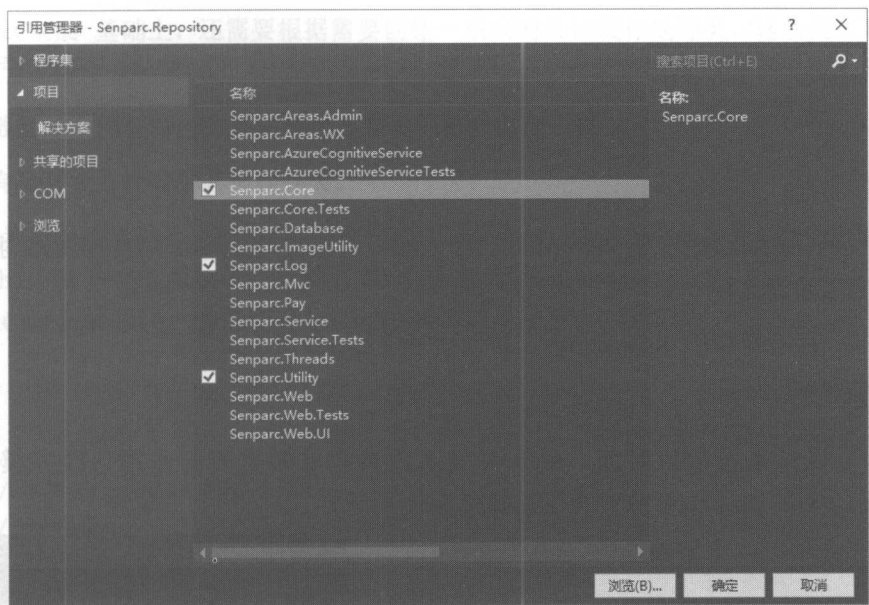 引用管理器 - Senparc.Repository
? ×
程序集
项目
解决方案
共享的项目
COM
浏览
名称
Senparc.Areas.Admin
Senparc.Areas.WX
Senparc.AzureCognitiveService
Senparc.AzureCognitiveServiceTests
Senparc.Core
Senparc.Core.Tests
Senparc.Database
Senparc.ImageUtility
Senparc.Log
Senparc.Mvc
Senparc.Pay
Senparc.Service
Senparc.Service.Tests
Senparc.Threads
Senparc.Utility
Senparc.Web
Senparc.Web.Tests
Senparc.Web.UI
搜索项目(Ctrl+E)
名称:
Senparc.Core
浏览(B)...
确定
取消